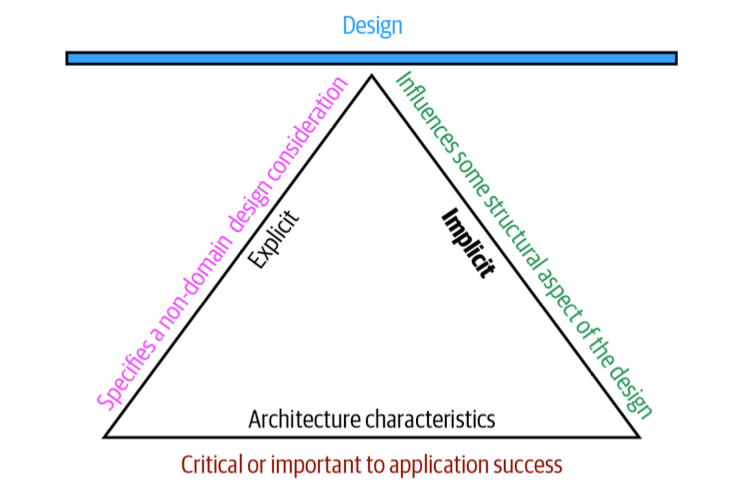 Design
Specifies a non-domain design consideration
Explicit
Influences some structural aspect of the design
Implicit
Architecture characteristics
Critical or important to application success